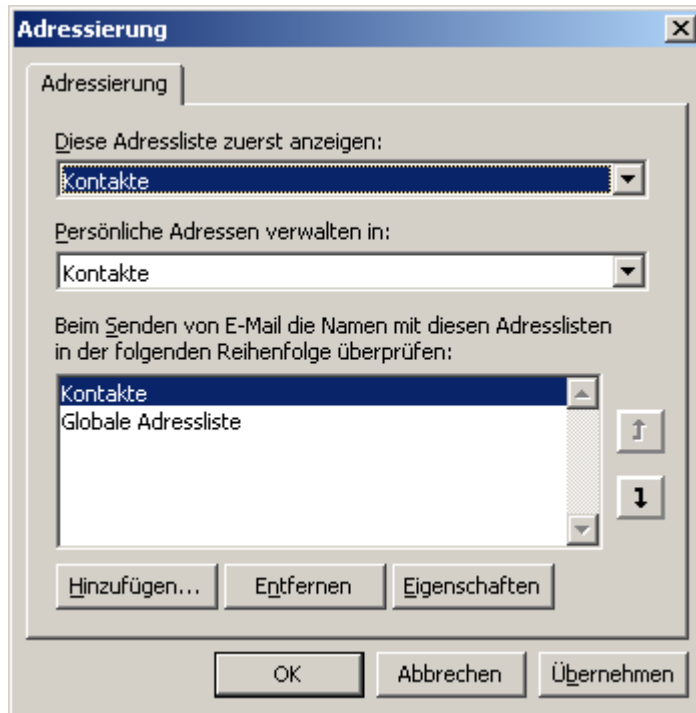 Adressierung
Adressierung
Diese Adressliste zuerst anzeigen:
Kontakte
Persönliche Adressen verwalten in:
Kontakte
Beim Senden von E-Mail die Namen mit diesen Adresslisten
in der folgenden Reihenfolge überprüfen:
Kontakte
Globale Adressliste
Hinzufügen... Entfernen Eigenschaften
OK Abbrechen Übernehmen